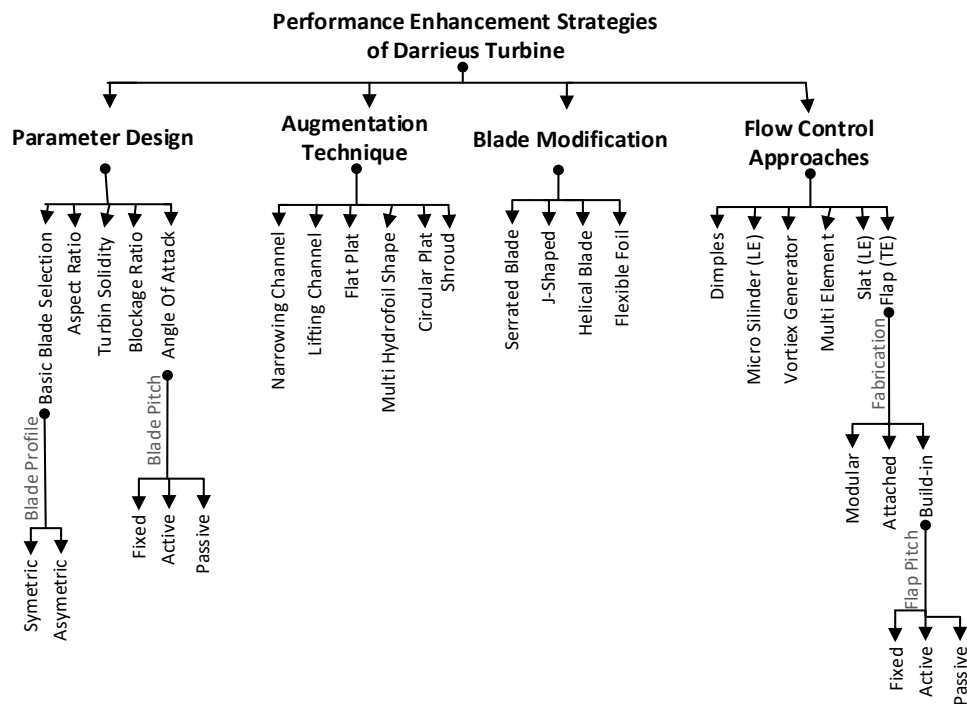 Performance Enhancement Strategies
of Darrieus Turbine
Parameter Design
Augmentation
Technique
Blade Modification
Flow Control
Approaches
Basic Blade Selection
Aspect Ratio
Turbin Solidity
Blockage Ratio
Angle Of Attack
Narrowing Channel
Lifting Channel
Flat Plat
Multi Hydrofoil Shape
Circular Plat
Shroud
Serrated Blade
J-Shaped
Helical Blade
Flexible Foil
Dimples
Micro Silinder (LE)
Vortiex Generator
Multi Element
Slat (LE)
Flap (TE)
Blade Profile
Symetric
Asymetric
Blade Pitch
Fixed
Active
Passive
Fabrication
Modular
Attached
Build-in
Flap Pitch
Fixed
Active
Passive